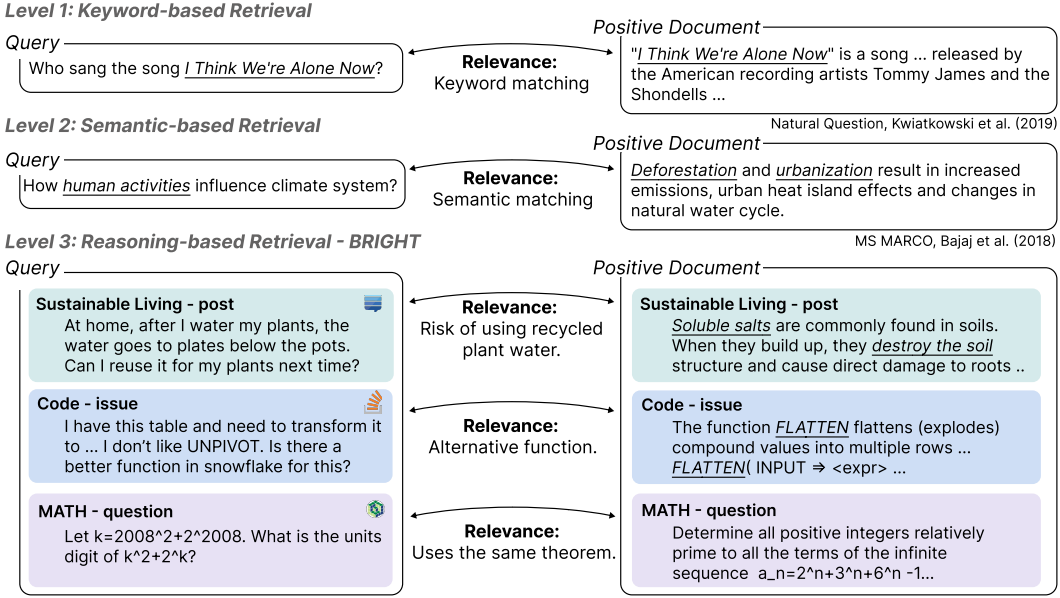 Level 1: Keyword-based Retrieval
Query
Who sang the song I Think We're Alone Now?
Relevance:
Keyword matching
Positive Document
"I Think We're Alone Now" is a song ... released by
the American recording artists Tommy James and the
Shondells ...
Natural Question, Kwiatkowski et al. (2019)
Level 2: Semantic-based Retrieval
Query
How human activities influence climate system?
Relevance:
Semantic matching
Positive Document
Deforestation and urbanization result in increased
emissions, urban heat island effects and changes in
natural water cycle.
MS MARCO, Bajaj et al. (2018)
Level 3: Reasoning-based Retrieval - BRIGHT
Query
Positive Document
Sustainable Living - post
At home, after I water my plants, the
water goes to plates below the pots.
Can I reuse it for my plants next time?
Relevance:
Risk of using recycled
plant water.
Sustainable Living - post
Soluble salts are commonly found in soils.
When they build up, they destroy the soil
structure and cause direct damage to roots ..
Code - issue
I have this table and need to transform it
to ... I don't like UNPIVOT. Is there a
better function in snowflake for this?
Relevance:
Alternative function.
Code - issue
The function FLATTEN flattens (explodes)
compound values into multiple rows ...
FLATTEN( INPUT => <expr> ...
MATH - question
Let k=2008^2+2^2008. What is the units
digit of k^2+2^k?
Relevance:
Uses the same theorem.
MATH - question
Determine all positive integers relatively
prime to all the terms of the infinite
sequence a_n=2^n+3^n+6^n -1...